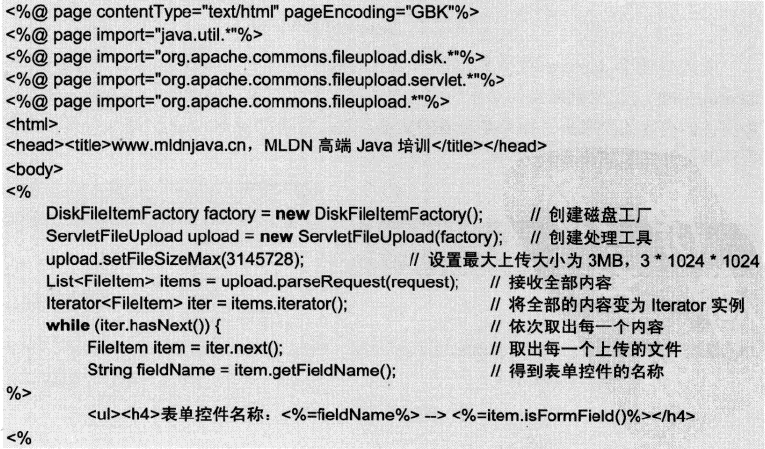 <%@ page contentType="text/html" pageEncoding="GBK"%>
<%@ page import="java.util.*"%>
<%@ page import="org.apache.commons.fileupload.disk.*"%>
<%@ page import="org.apache.commons.fileupload.servlet.*"%>
<%@ page import="org.apache.commons.fileupload.*"%>
<html>
<head><title>www.mldnjava.cn，MLDN 高端 Java 培训</title></head>
<body>
<%
DiskFileItemFactory factory = new DiskFileItemFactory(); // 创建磁盘工厂
ServletFileUpload upload = new ServletFileUpload(factory); // 创建处理工具
upload.setFileSizeMax(3145728); // 设置最大上传大小为 3MB，3 * 1024 * 1024
List<FileItem> items = upload.parseRequest(request); // 接收全部内容
Iterator<FileItem> iter = items.iterator(); // 将全部的内容变为 Iterator 实例
while (iter.hasNext()) { // 依次取出每一个内容
FileItem item = iter.next(); // 取出每一个上传的文件
String fieldName = item.getFieldName(); // 得到表单控件的名称
%>
<ul><h4>表单控件名称：<%=fieldName%> --> <%=item.isFormField()%></h4>
<%